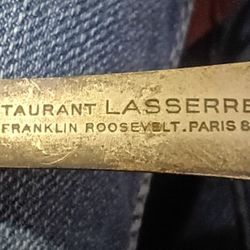 TAURANT LASSERRE
FRANKLIN ROOSEVELT. PARIS 8